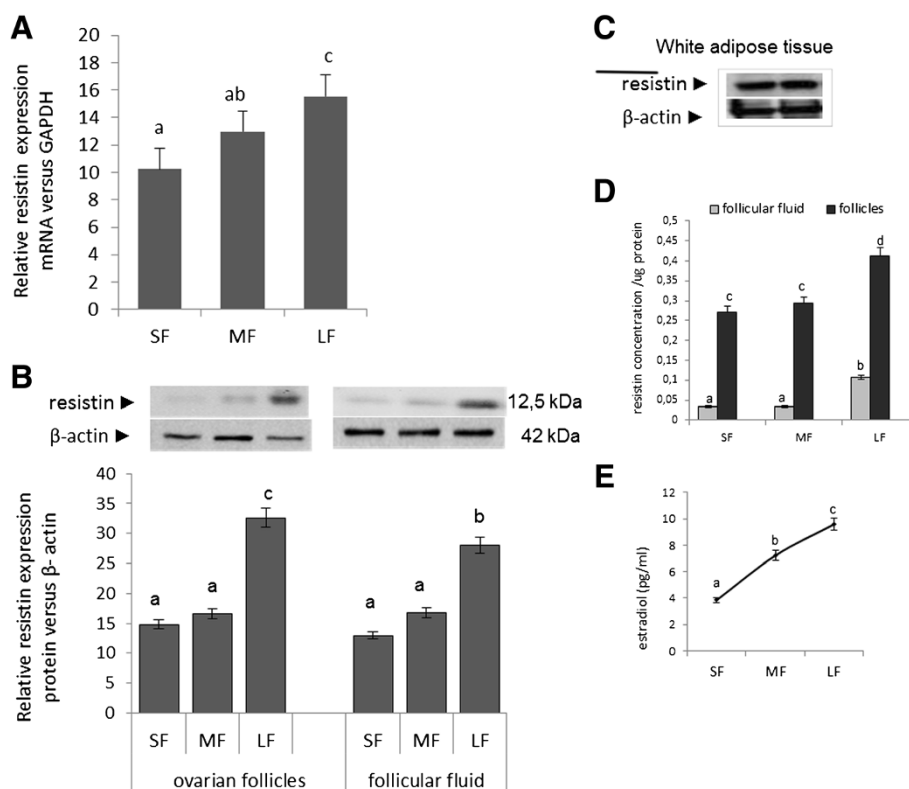 A
Relative resistin expression
mRNA versus GAPDH
20
18
16
14
12
10
8
6
4
2
0
a
ab
c
SF MF LF
B
resistin ►
12,5 kDa
β-actin ►
42 kDa
Relative resistin expression
protein versus β- actin
40
35
30
25
20
15
10
5
0
a a c a a b
SF MF LF SF MF LF
ovarian follicles follicular fluid
C
White adipose tissue
resistin ►
β-actin ►
D
follicular fluid follicles
resistin concentration /ug protein
0,5
0,45
0,4
0,35
0,3
0,25
0,2
0,15
0,1
0,05
0
a c a c b d
SF MF LF
E
estradiol (pg/ml)
12
10
8
6
4
2
0
a b c
SF MF LF